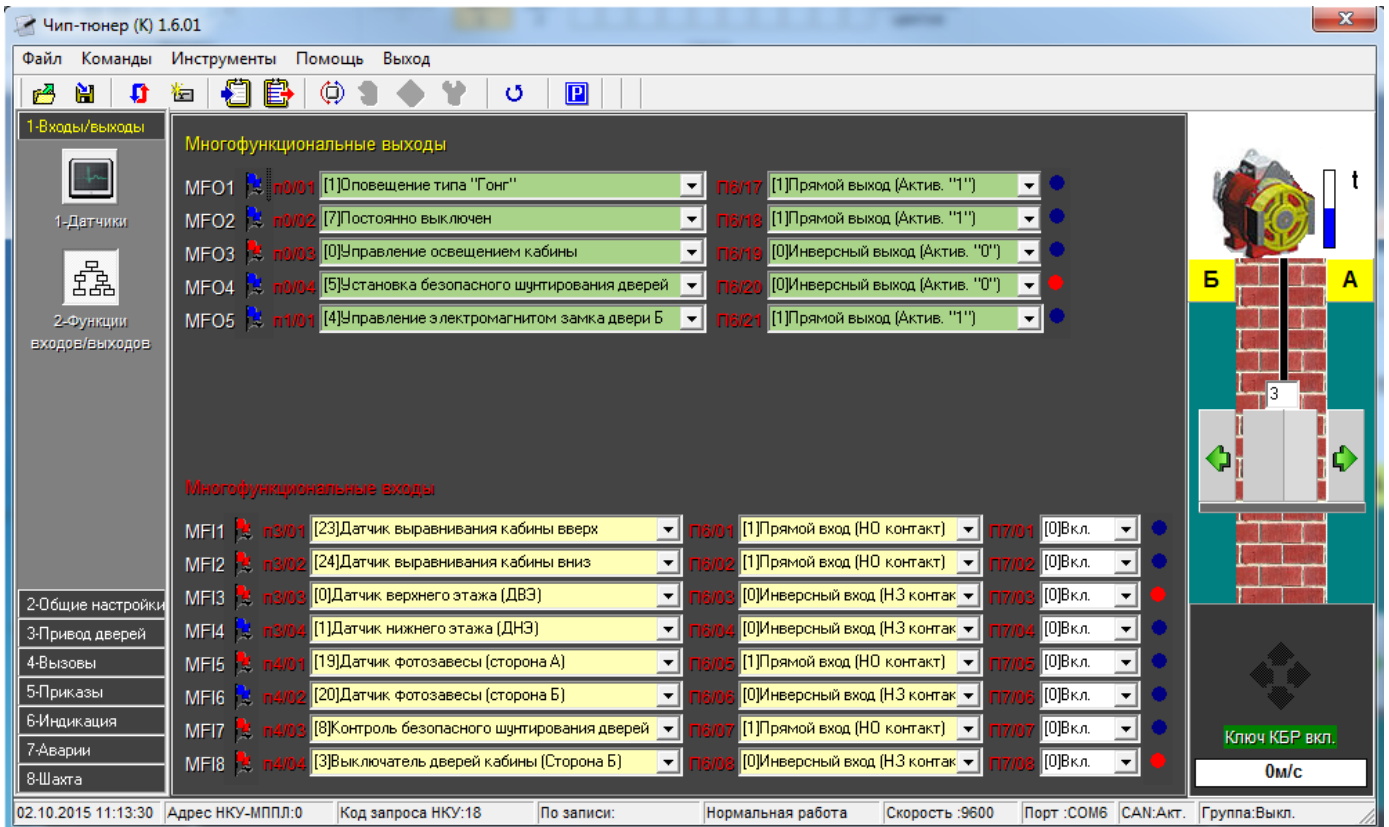 Чип-тюнер (K) 1.6.01
Файл Команды Инструменты Помощь Выход
1-Входы/выходы
1-Датчики
2-Функции
входов/выходов
2-Общие настройки
3-Привод дверей
4-Вызовы
5-Приказы
6-Индикация
7-Аварии
8-Шахта
Многофункциональные выходы
MFO1 п0/01 [1]Оповещение типа "Гонг" П6/17 [1]Прямой выход (Актив. "1")
MFO2 п0/02 [7]Постоянно выключен П6/18 [1]Прямой выход (Актив. "1")
MFO3 п0/03 [0]Управление освещением кабины П6/19 [0]Инверсный выход (Актив. "0")
MFO4 п0/04 [5]Установка безопасного шунтирования дверей П6/20 [0]Инверсный выход (Актив. "0")
MFO5 п1/01 [4]Управление электромагнитом замка двери Б П6/21 [1]Прямой выход (Актив. "1")
Многофункциональные входы
MFI1 п3/01 [23]Датчик выравнивания кабины вверх П6/01 [1]Прямой вход (НО контакт) П7/01 [0]Вкл.
MFI2 п3/02 [24]Датчик выравнивания кабины вниз П6/02 [1]Прямой вход (НО контакт) П7/02 [0]Вкл.
MFI3 п3/03 [0]Датчик верхнего этажа (ДВЭ) П6/03 [0]Инверсный вход (НЗ контак П7/03 [0]Вкл.
MFI4 п3/04 [1]Датчик нижнего этажа (ДНЭ) П6/04 [0]Инверсный вход (НЗ контак П7/04 [0]Вкл.
MFI5 п4/01 [19]Датчик фотозавесы (сторона А) П6/05 [1]Прямой вход (НО контакт) П7/05 [0]Вкл.
MFI6 п4/02 [20]Датчик фотозавесы (сторона Б) П6/06 [0]Инверсный вход (НЗ контак П7/06 [0]Вкл.
MFI7 п4/03 [8]Контроль безопасного шунтирования дверей П6/07 [1]Прямой вход (НО контакт) П7/07 [0]Вкл.
MFI8 п4/04 [3]Выключатель дверей кабины (Сторона Б) П6/08 [0]Инверсный вход (НЗ контак П7/08 [0]Вкл.
t
Б А
3
Ключ КБР вкл.
0м/с
02.10.2015 11:13:30 Адрес НКУ-МППЛ:0 Код запроса НКУ:18 По записи: Нормальная работа Скорость :9600 Порт :COM6 CAN:Акт. Группа:Выкл.